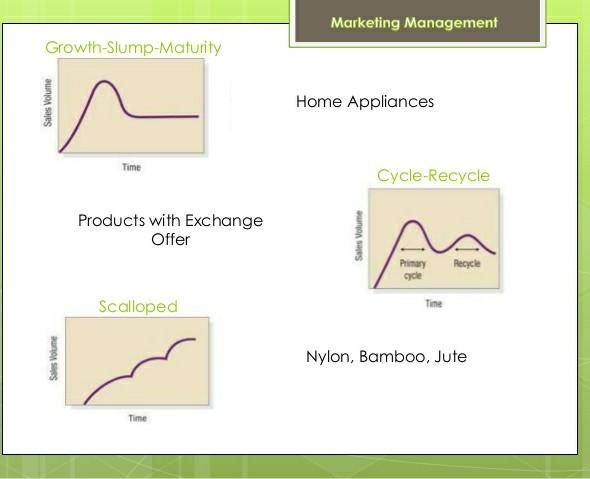 Marketing Management
Growth-Slump-Maturity
Sales Volume
Time
Home Appliances
Cycle-Recycle
Sales Volume
Primary
cycle
Recycle
Time
Products with Exchange
Offer
Scalloped
Sales Volume
Time
Nylon, Bamboo, Jute